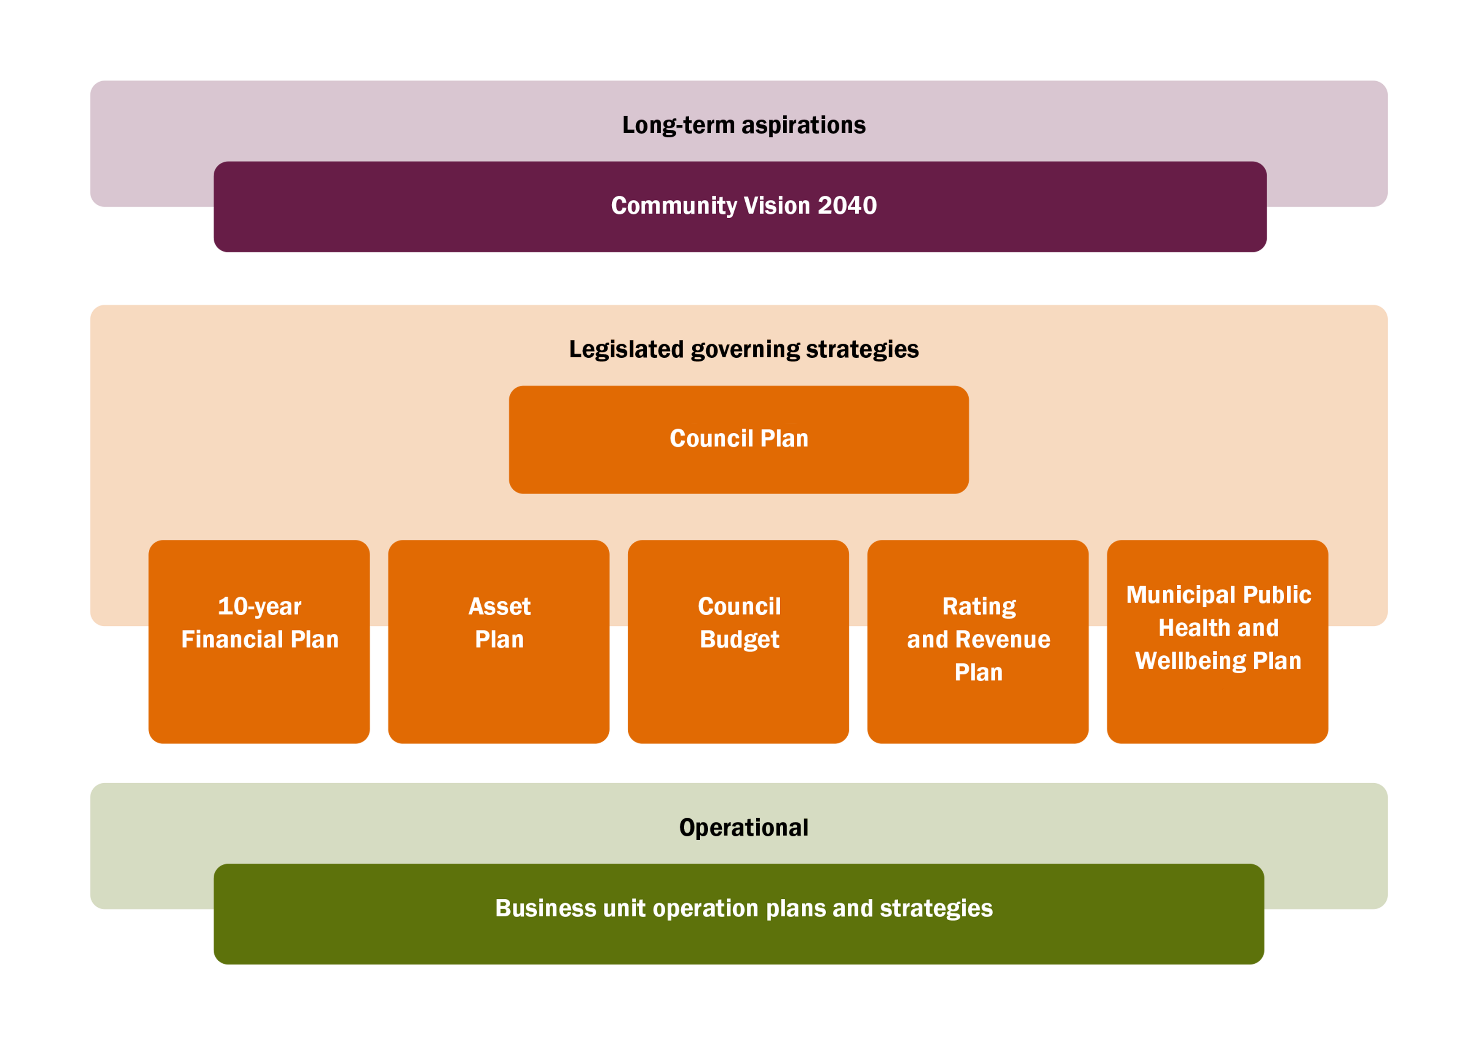 Long-term aspirations
Community Vision 2040
Legislated governing strategies
Council Plan
10-year
Financial Plan
Asset
Plan
Council
Budget
Rating
and Revenue
Plan
Municipal Public
Health and
Wellbeing Plan
Operational
Business unit operation plans and strategies